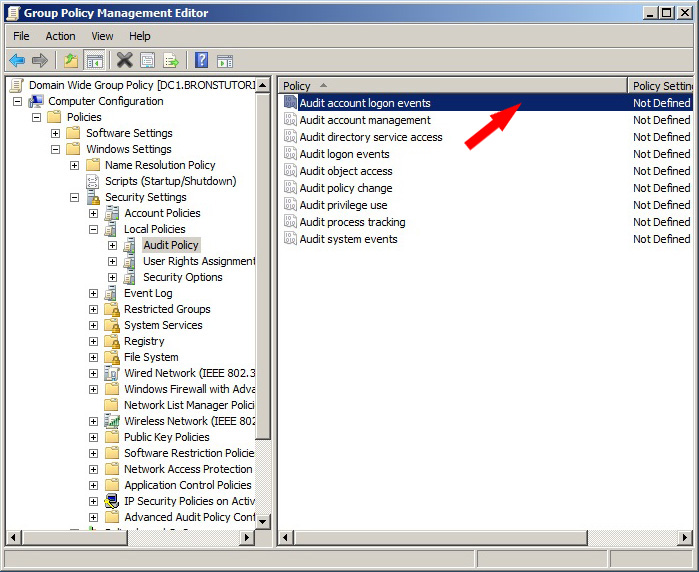 Group Policy Management Editor
File Action View Help
Domain Wide Group Policy [DC1.BRONSTUTORI
Computer Configuration
Policies
Software Settings
Windows Settings
Name Resolution Policy
Scripts (Startup/Shutdown)
Security Settings
Account Policies
Local Policies
Audit Policy
User Rights Assignment
Security Options
Event Log
Restricted Groups
System Services
Registry
File System
Wired Network (IEEE 802.3
Windows Firewall with Adva
Network List Manager Polici
Wireless Network (IEEE 802
Public Key Policies
Software Restriction Policies
Network Access Protection
Application Control Policies
IP Security Policies on Activ
Advanced Audit Policy Conf
Policy Policy Setting
Audit account logon events Not Defined
Audit account management Not Defined
Audit directory service access Not Defined
Audit logon events Not Defined
Audit object access Not Defined
Audit policy change Not Defined
Audit privilege use Not Defined
Audit process tracking Not Defined
Audit system events Not Defined